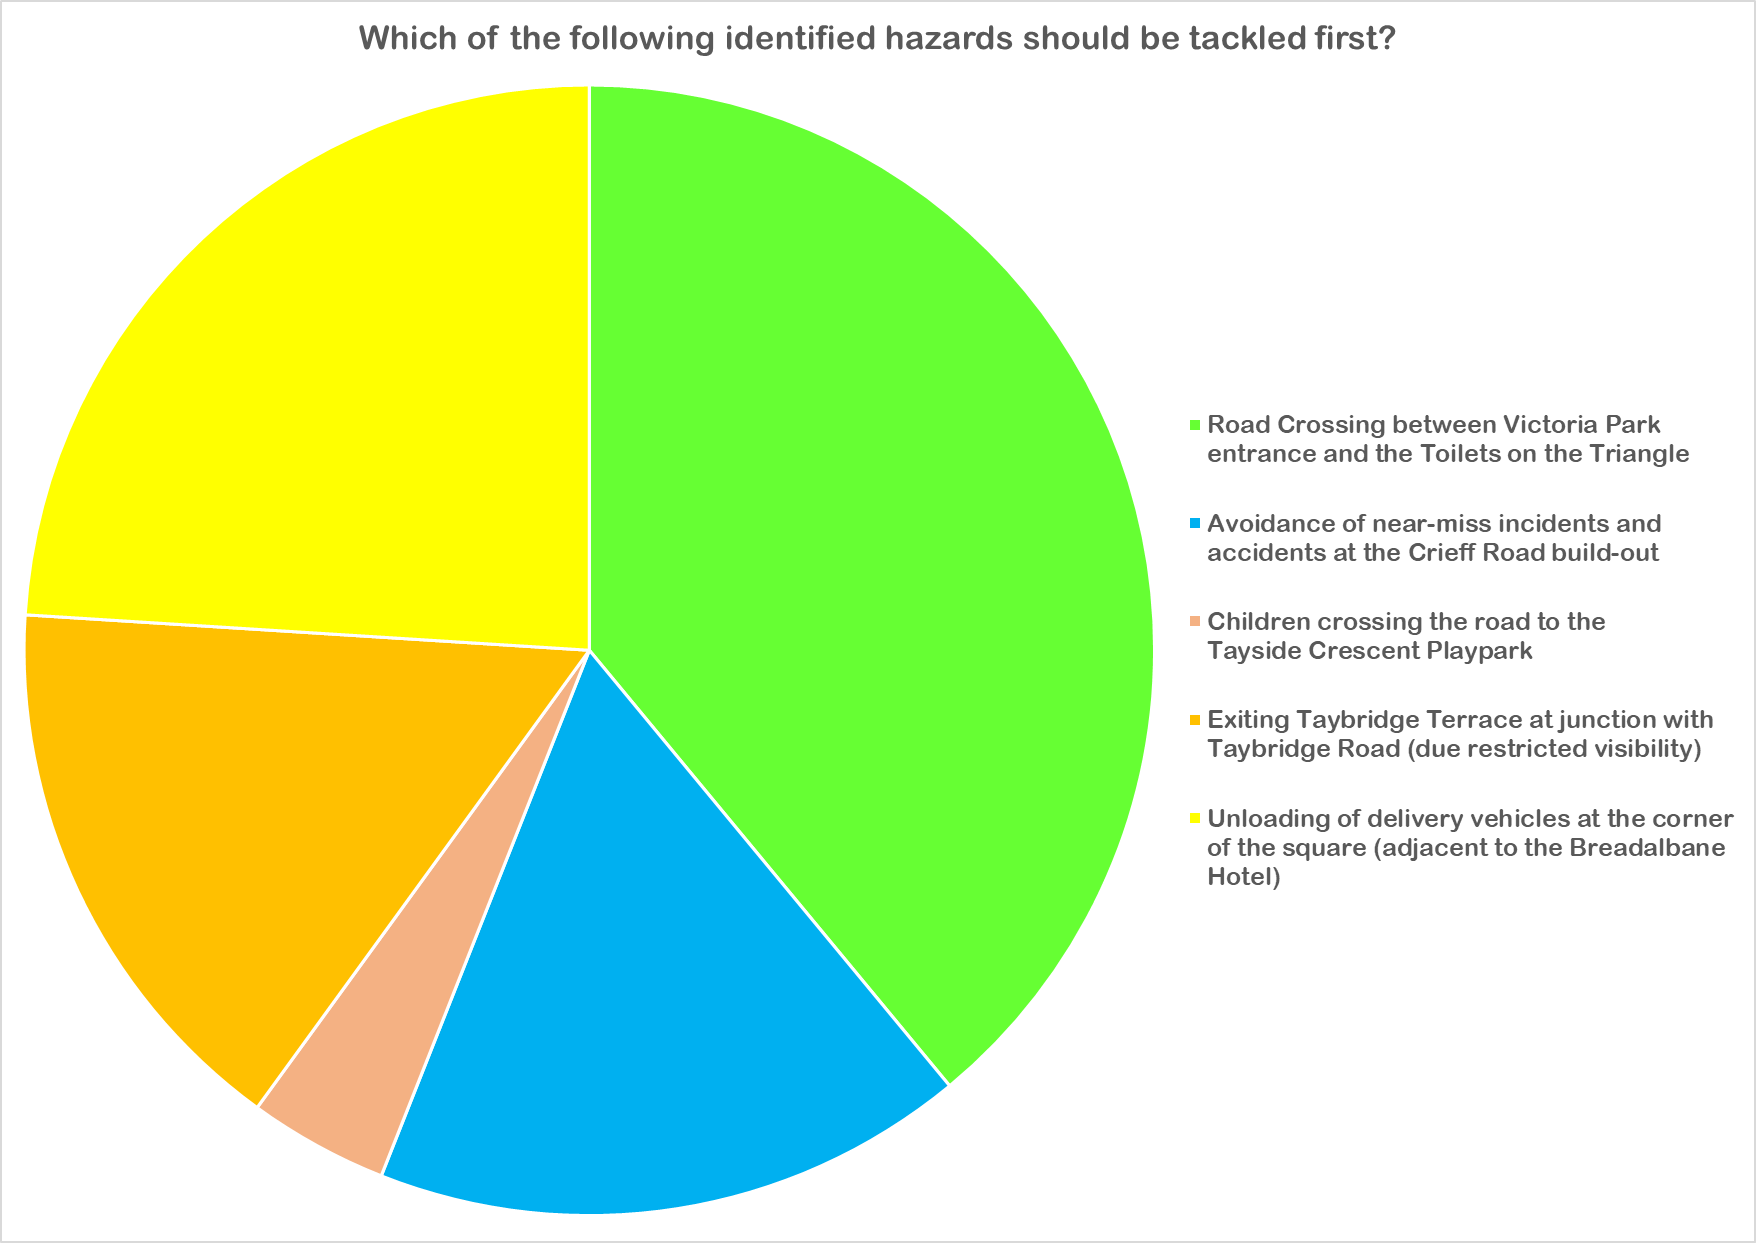 Which of the following identified hazards should be tackled first?
Road Crossing between Victoria Park
entrance and the Toilets on the Triangle
Avoidance of near-miss incidents and
accidents at the Crieff Road build-out
Children crossing the road to the
Tayside Crescent Playpark
Exiting Taybridge Terrace at junction with
Taybridge Road (due restricted visibility)
Unloading of delivery vehicles at the corner
of the square (adjacent to the Breadalbane
Hotel)